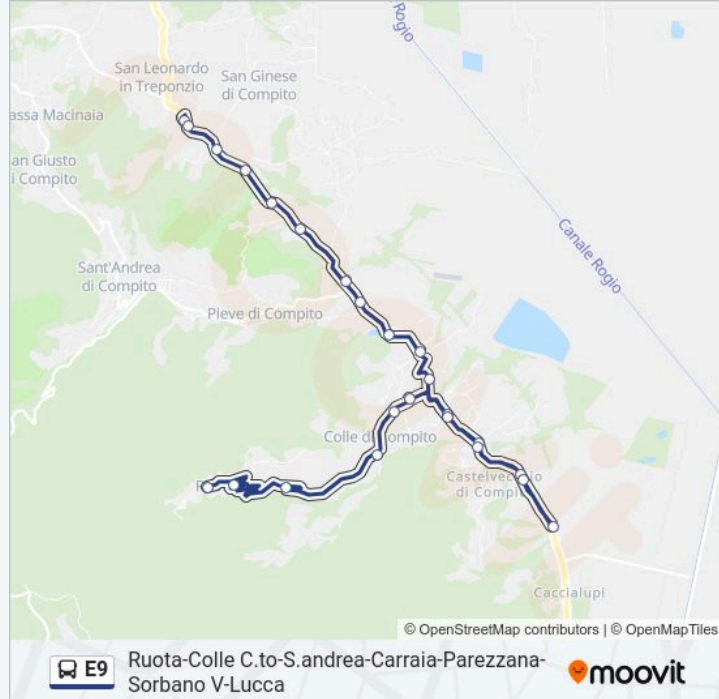 Rogio
San Leonardo
in Treponzio
San Ginese
di Compito
assa Macinaia
an Giusto
i Compito
Canale Rogio
Sant'Andrea
di Compito
Pieve di Compito
Colle di Compito
Castelvecchio
di Compito
Caccialupi
© OpenStreetMap contributors | © OpenMapTiles
E9
Ruota-Colle C.to-S.andrea-Carraia-Parezzana-
Sorbano V-Lucca
moovit